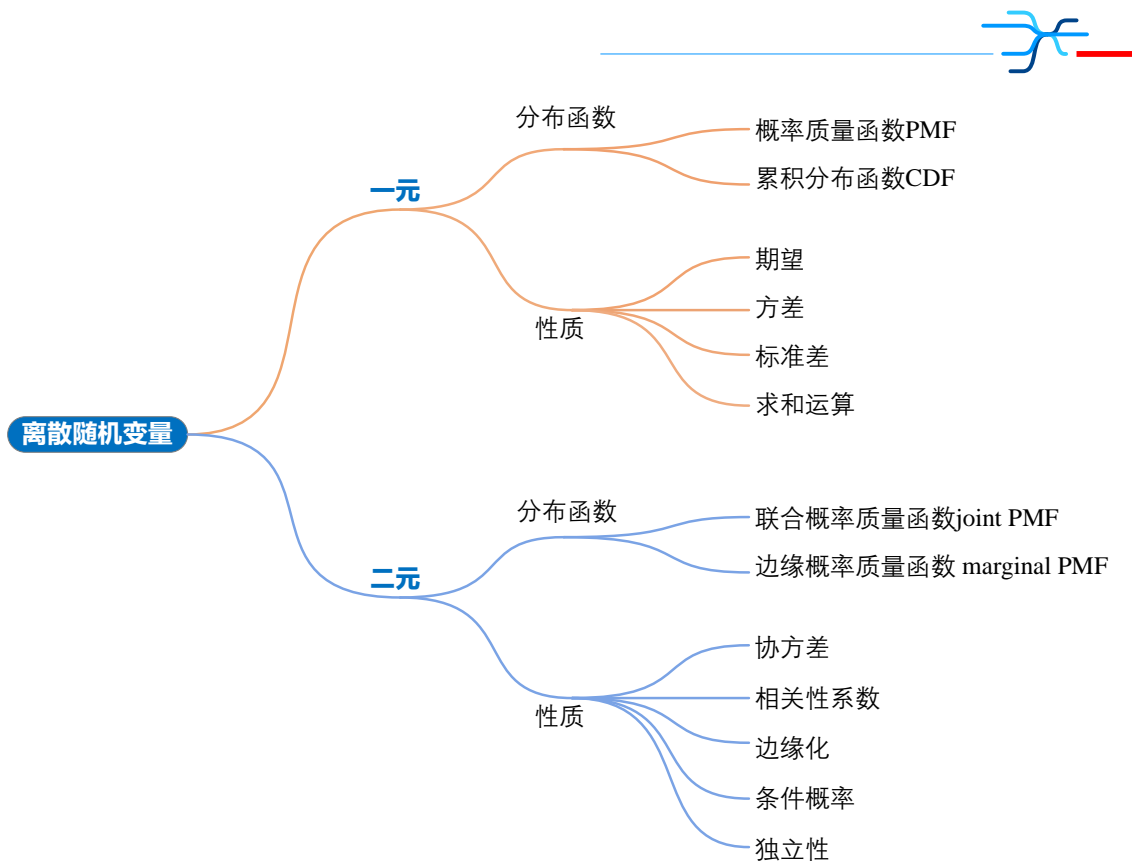 离散随机变量
一元
分布函数
概率质量函数PMF
累积分布函数CDF
性质
期望
方差
标准差
求和运算
二元
分布函数
联合概率质量函数joint PMF
边缘概率质量函数 marginal PMF
性质
协方差
相关性系数
边缘化
条件概率
独立性